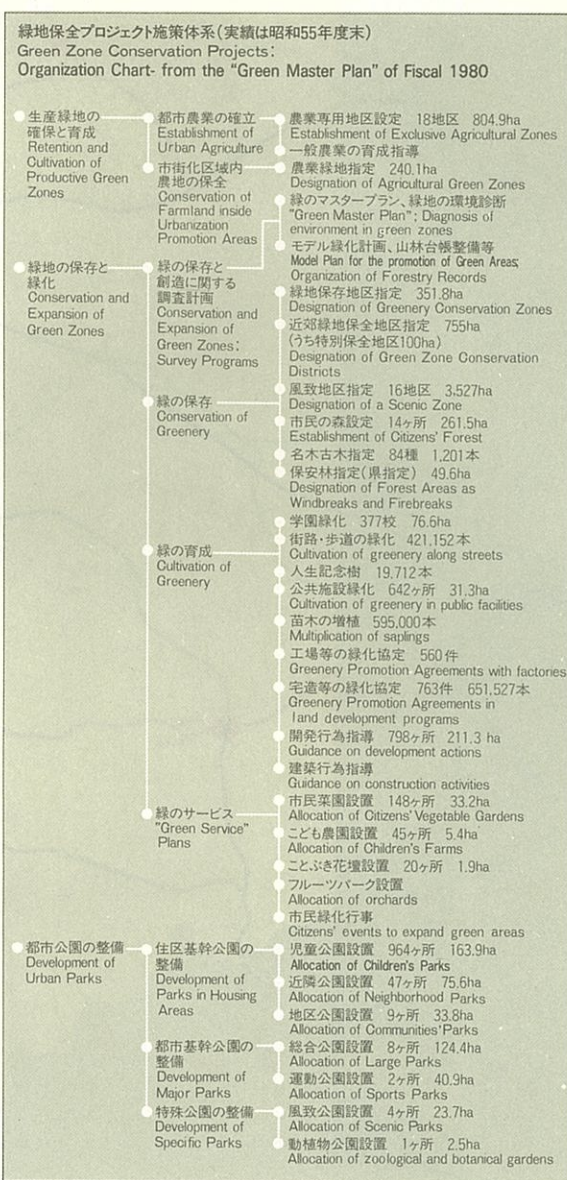 緑地保全プロジェクト施策体系(実績は昭和55年度末)
Green Zone Conservation Projects:
Organization Chart- from the "Green Master Plan" of Fiscal 1980
生産緑地の
確保と育成
Retention and
Cultivation of
Productive Green
Zones
都市農業の確立
Establishment of
Urban Agriculture
農業専用地区設定 18地区 804.9ha
Establishment of Exclusive Agricultural Zones
一般農業の育成指導
市街化区域内
農地の保全
Conservation of
Farmland inside
Urbanization
Promotion Areas
農業緑地指定 240.1ha
Designation of Agricultural Green Zones
緑地の保存と
緑化
Conservation and
Expansion of
Green Zones
緑の保存と
創造に関する
調査計画
Conservation and
Expansion of
Green Zones:
Survey Programs
緑のマスタープラン、緑地の環境診断
"Green Master Plan"; Diagnosis of
environment in green zones
モデル緑化計画、山林台帳整備等
Model Plan for the promotion of Green Areas;
Organization of Forestry Records
緑の保存
Conservation of
Greenery
緑地保存地区指定 351.8ha
Designation of Greenery Conservation Zones
近郊緑地保全地区指定 755ha
(うち特別保全地区100ha)
Designation of Green Zone Conservation
Districts
風致地区指定 16地区 3,527ha
Designation of a Scenic Zone
市民の森設定 14ヶ所 261.5ha
Establishment of Citizens' Forest
名木古木指定 84種 1,201本
保安林指定(県指定) 49.6ha
Designation of Forest Areas as
Windbreaks and Firebreaks
緑の育成
Cultivation of
Greenery
学園緑化 377校 76.6ha
街路・歩道の緑化 421,152本
Cultivation of greenery along streets
人生記念樹 19,712本
公共施設緑化 642ヶ所 31.3ha
Cultivation of greenery in public facilities
苗木の増植 595,000本
Multiplication of saplings
工場等の緑化協定 560件
Greenery Promotion Agreements with factories
宅造等の緑化協定 763件 651,527本
Greenery Promotion Agreements in
land development programs
開発行為指導 798ヶ所 211.3 ha
Guidance on development actions
建築行為指導
Guidance on construction activities
緑のサービス
"Green Service"
Plans
市民菜園設置 148ヶ所 33.2ha
Allocation of Citizens' Vegetable Gardens
こども農園設置 45ヶ所 5.4ha
Allocation of Children's Farms
ことぶき花壇設置 20ヶ所 1.9ha
フルーツパーク設置
Allocation of orchards
市民緑化行事
Citizens' events to expand green areas
都市公園の整備
Development of
Urban Parks
住区基幹公園の
整備
Development of
Parks in Housing
Areas
児童公園設置 964ヶ所 163.9ha
Allocation of Children's Parks
近隣公園設置 47ヶ所 75.6ha
Allocation of Neighborhood Parks
地区公園設置 9ヶ所 33.8ha
Allocation of Communities' Parks
都市基幹公園の
整備
Development of
Major Parks
総合公園設置 8ヶ所 124.4ha
Allocation of Large Parks
運動公園設置 2ヶ所 40.9ha
Allocation of Sports Parks
特殊公園の整備
Development of
Specific Parks
風致公園設置 4ヶ所 23.7ha
Allocation of Scenic Parks
動植物公園設置 1ヶ所 2.5ha
Allocation of zoological and botanical gardens